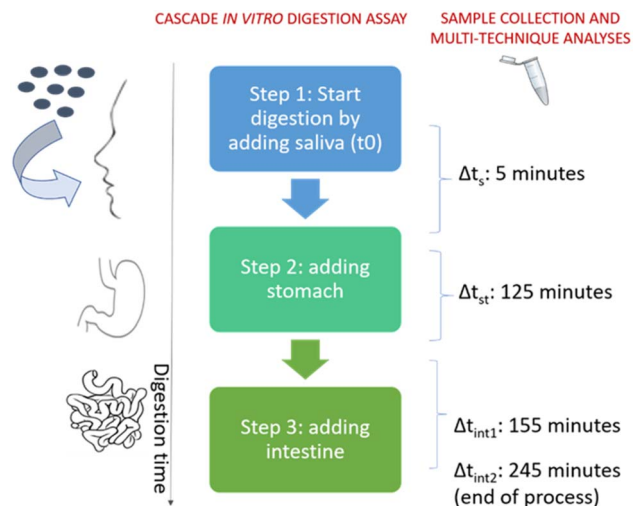 CASCADE IN VITRO DIGESTION ASSAY
SAMPLE COLLECTION AND
MULTI-TECHNIQUE ANALYSES
Step 1: Start
digestion by
adding saliva (t0)
Δtₛ: 5 minutes
Step 2: adding
stomach
Δtₛₜ: 125 minutes
Digestion time
Step 3: adding
intestine
Δt_int1: 155 minutes
Δt_int2: 245 minutes
(end of process)